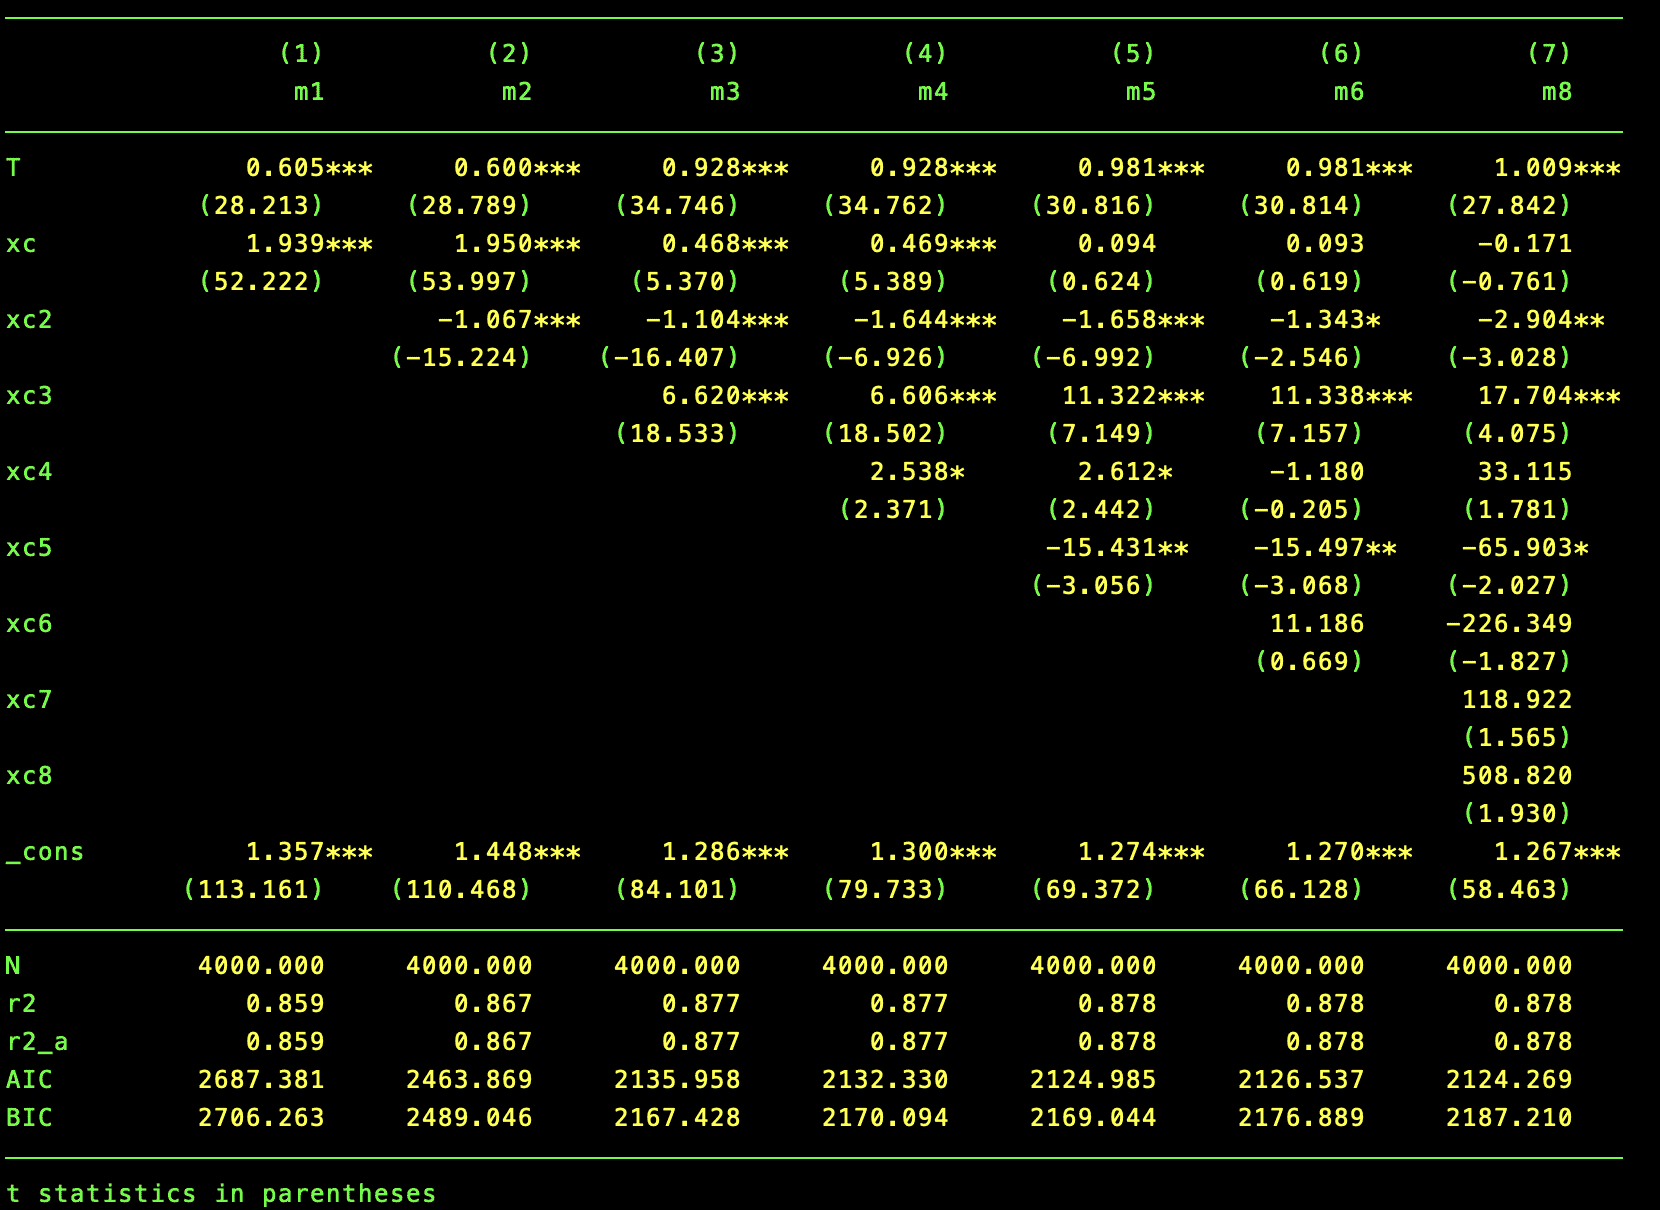 (1) (2) (3) (4) (5) (6) (7)
m1 m2 m3 m4 m5 m6 m8
T 0.605*** 0.600*** 0.928*** 0.928*** 0.981*** 0.981*** 1.009***
(28.213) (28.789) (34.746) (34.762) (30.816) (30.814) (27.842)
xc 1.939*** 1.950*** 0.468*** 0.469*** 0.094 0.093 -0.171
(52.222) (53.997) (5.370) (5.389) (0.624) (0.619) (-0.761)
xc2 -1.067*** -1.104*** -1.644*** -1.658*** -1.343* -2.904**
(-15.224) (-16.407) (-6.926) (-6.992) (-2.546) (-3.028)
xc3 6.620*** 6.606*** 11.322*** 11.338*** 17.704***
(18.533) (18.502) (7.149) (7.157) (4.075)
xc4 2.538* 2.612* -1.180 33.115
(2.371) (2.442) (-0.205) (1.781)
xc5 -15.431** -15.497** -65.903*
(-3.056) (-3.068) (-2.027)
xc6 11.186 -226.349
(0.669) (-1.827)
xc7 118.922
(1.565)
xc8 508.820
(1.930)
_cons 1.357*** 1.448*** 1.286*** 1.300*** 1.274*** 1.270*** 1.267***
(113.161) (110.468) (84.101) (79.733) (69.372) (66.128) (58.463)
N 4000.000 4000.000 4000.000 4000.000 4000.000 4000.000 4000.000
r2 0.859 0.867 0.877 0.877 0.878 0.878 0.878
r2_a 0.859 0.867 0.877 0.877 0.878 0.878 0.878
AIC 2687.381 2463.869 2135.958 2132.330 2124.985 2126.537 2124.269
BIC 2706.263 2489.046 2167.428 2170.094 2169.044 2176.889 2187.210
t statistics in parentheses